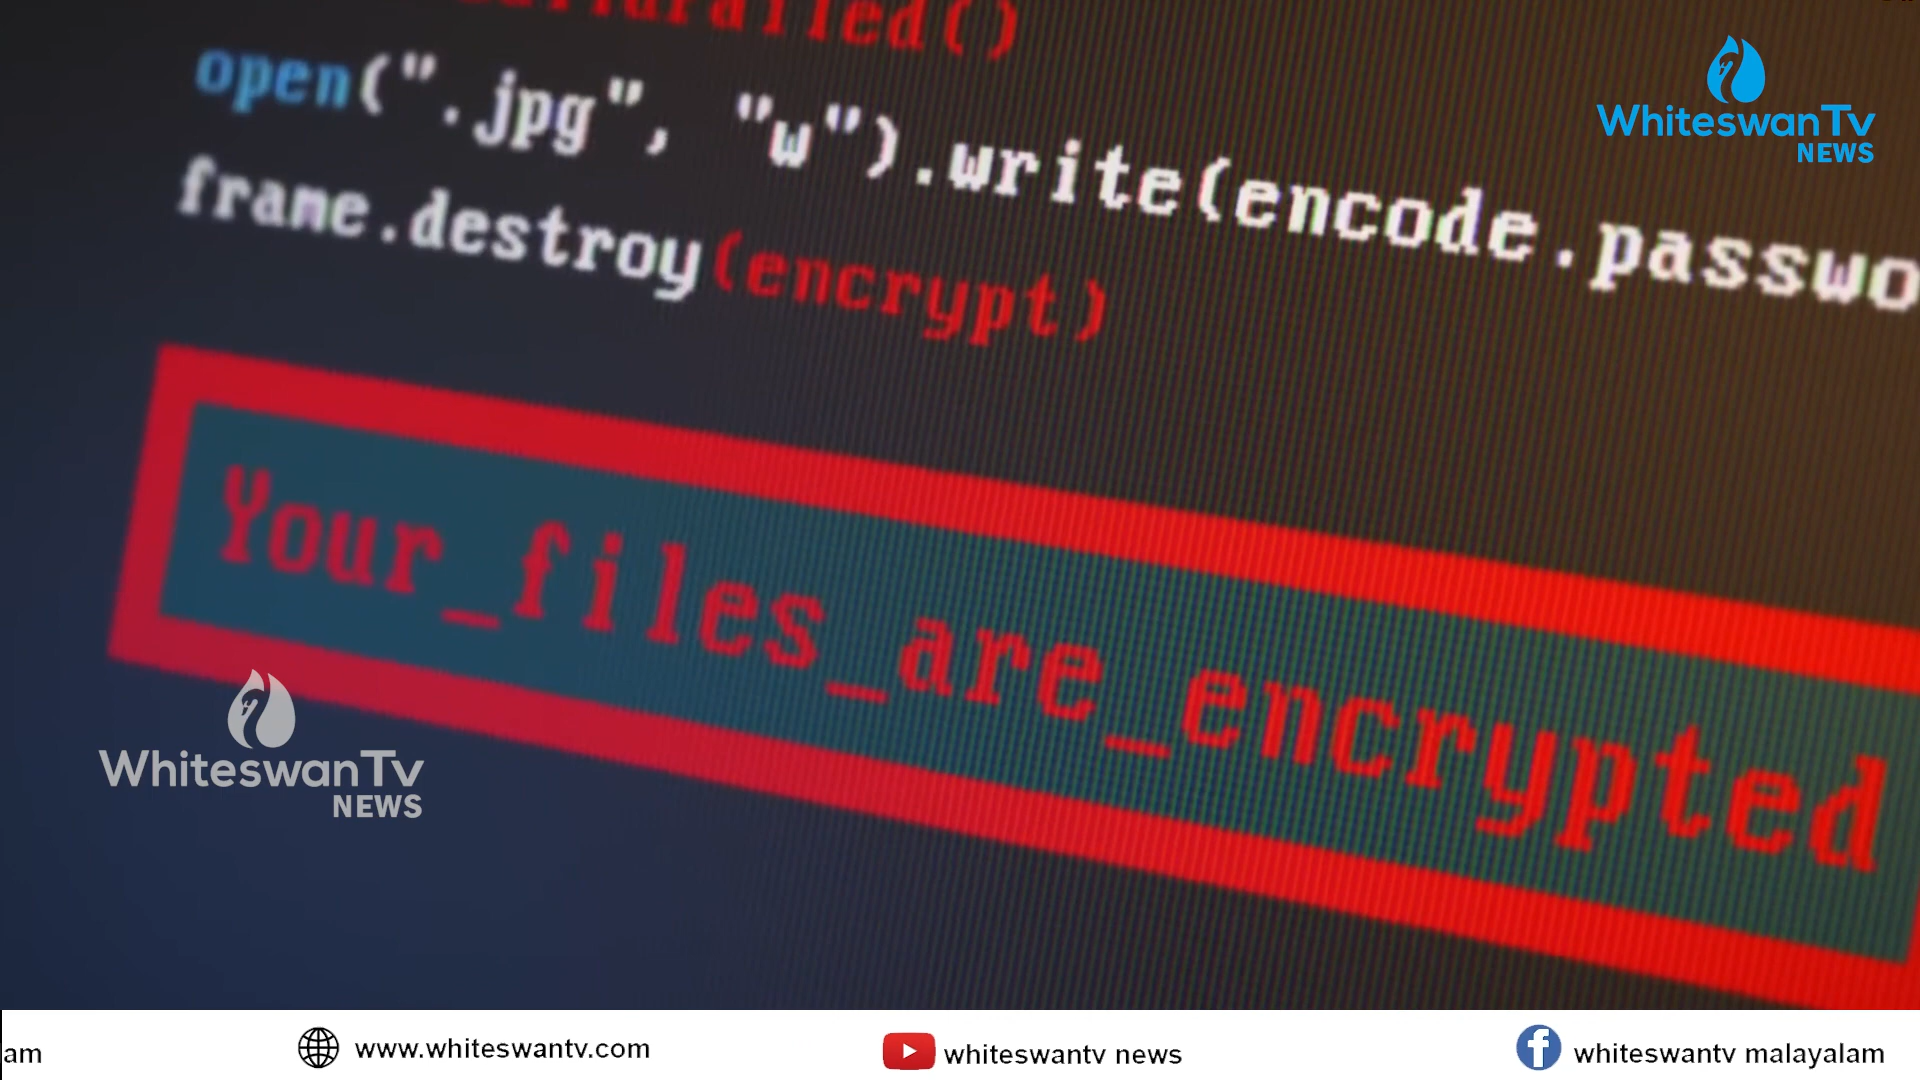 open(".jpg", "w").write(encode.passwo
frame.destroy(encrypt)
Your_files_are_encrypted
WhiteswanTv
NEWS
WhiteswanTv
NEWS
am
www.whiteswantv.com
whiteswantv news
whiteswantv malayalam